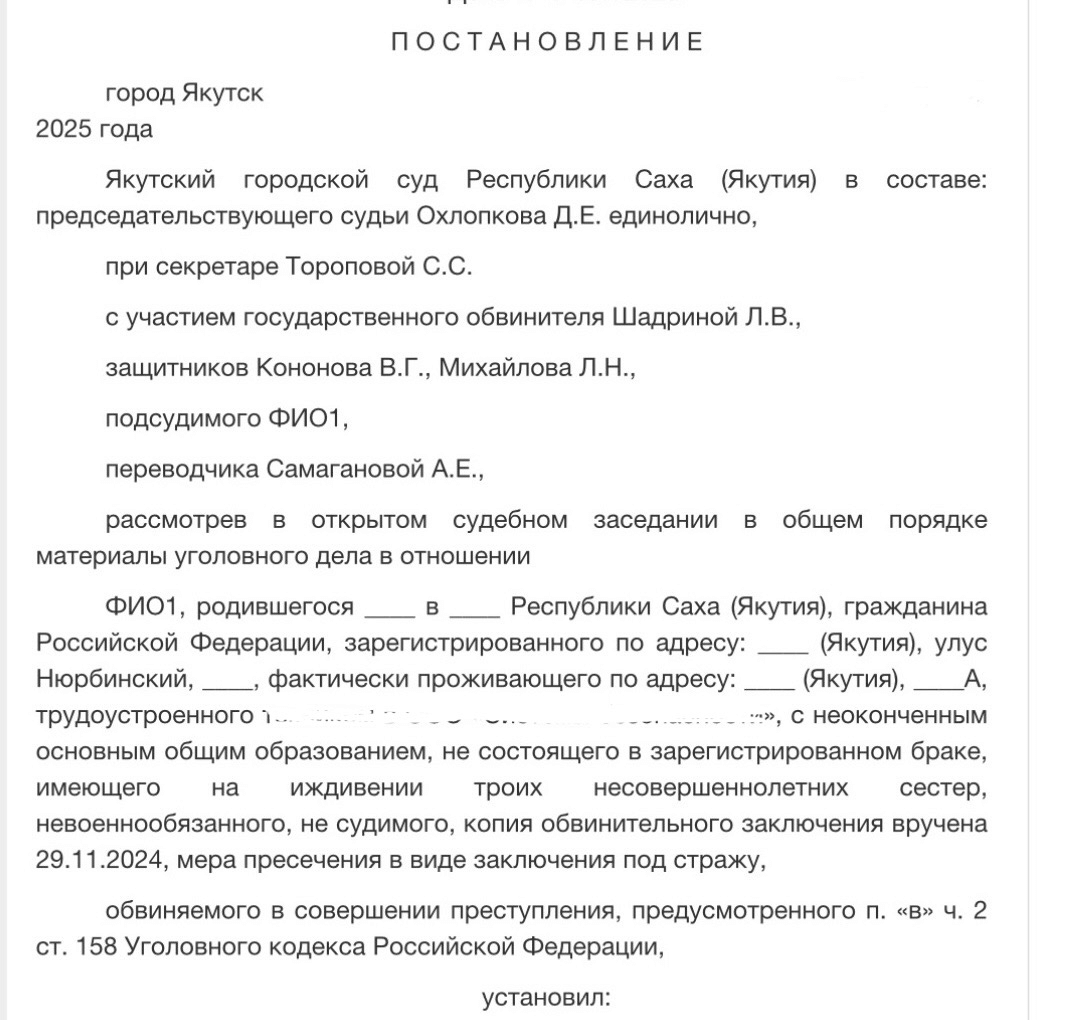 П О С Т А Н О В Л Е Н И Е
город Якутск
2025 года
Якутский городской суд Республики Саха (Якутия) в составе:
председательствующего судьи Охлопкова Д.Е. единолично,
при секретаре Тороповой С.С.
с участием государственного обвинителя Шадриной Л.В.,
защитников Кононова В.Г., Михайлова Л.Н.,
подсудимого ФИО1,
переводчика Самагановой А.Е.,
рассмотрев в открытом судебном заседании в общем порядке
материалы уголовного дела в отношении
ФИО1, родившегося ____ в ____ Республики Саха (Якутия), гражданина
Российской Федерации, зарегистрированного по адресу: ____ (Якутия), улус
Нюрбинский, ____, фактически проживающего по адресу: ____ (Якутия), ____А,
трудоустроенного », с неоконченным
основным общим образованием, не состоящего в зарегистрированном браке,
имеющего на иждивении троих несовершеннолетних сестер,
невоеннообязанного, не судимого, копия обвинительного заключения вручена
29.11.2024, мера пресечения в виде заключения под стражу,
обвиняемого в совершении преступления, предусмотренного п. «в» ч. 2
ст. 158 Уголовного кодекса Российской Федерации,
установил: